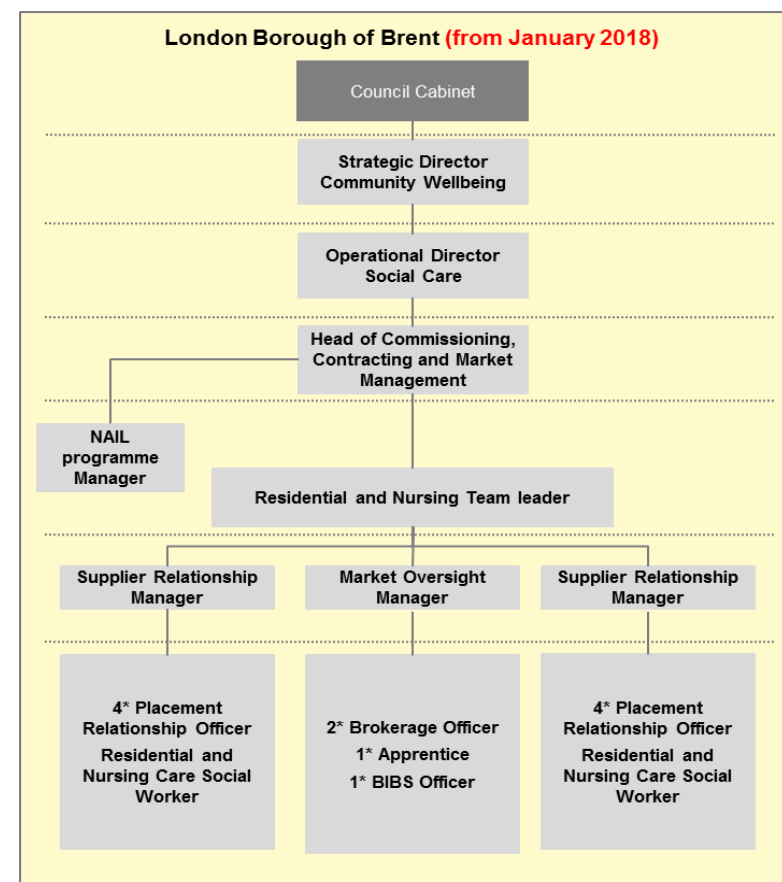 London Borough of Brent (from January 2018)
Council Cabinet
Strategic Director
Community Wellbeing
Operational Director
Social Care
Head of Commissioning,
Contracting and Market
Management
NAIL
programme
Manager
Residential and Nursing Team leader
Supplier Relationship
Manager
Market Oversight
Manager
Supplier Relationship
Manager
4* Placement
Relationship Officer
Residential and
Nursing Care Social
Worker
2* Brokerage Officer
1* Apprentice
1* BIBS Officer
4* Placement
Relationship Officer
Residential and
Nursing Care Social
Worker